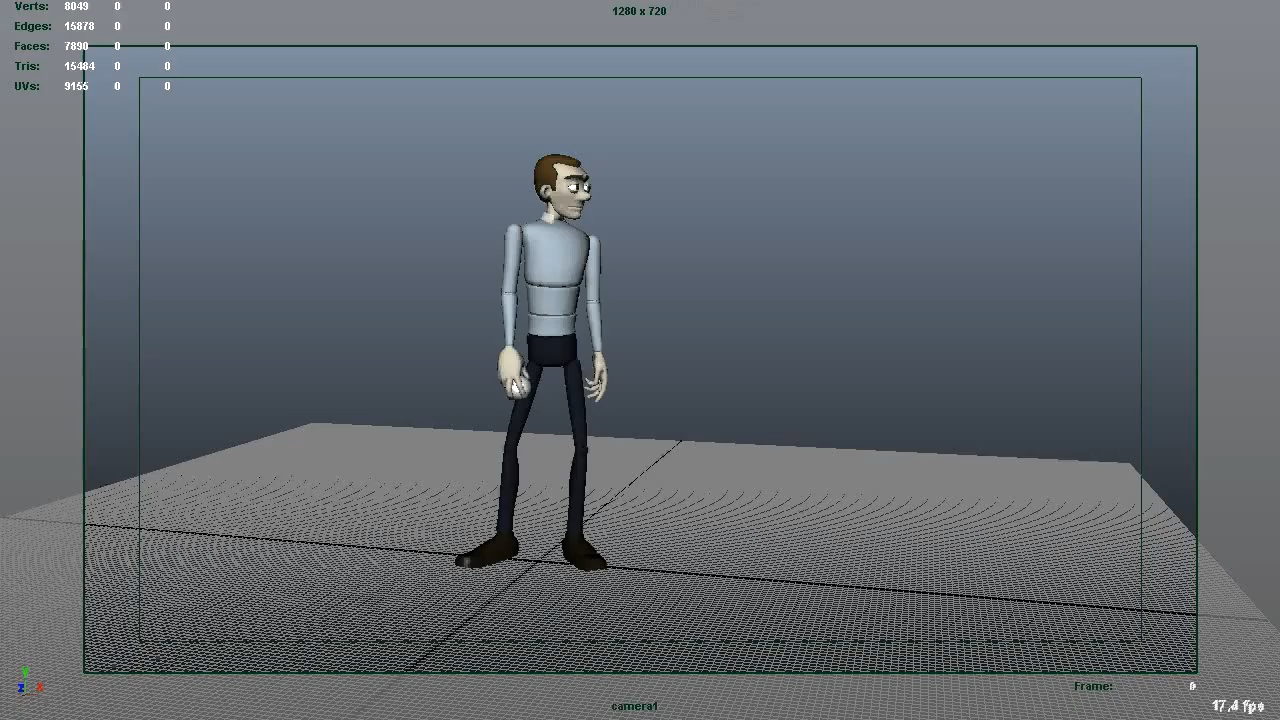 Verts: 8049 0 0
Edges: 15878 0 0
Faces: 7890 0 0
Tris: 15484 0 0
UVs: 9155 0 0
1280 x 720
Y
Z X
Frame: 0
camera1
17.4 fps